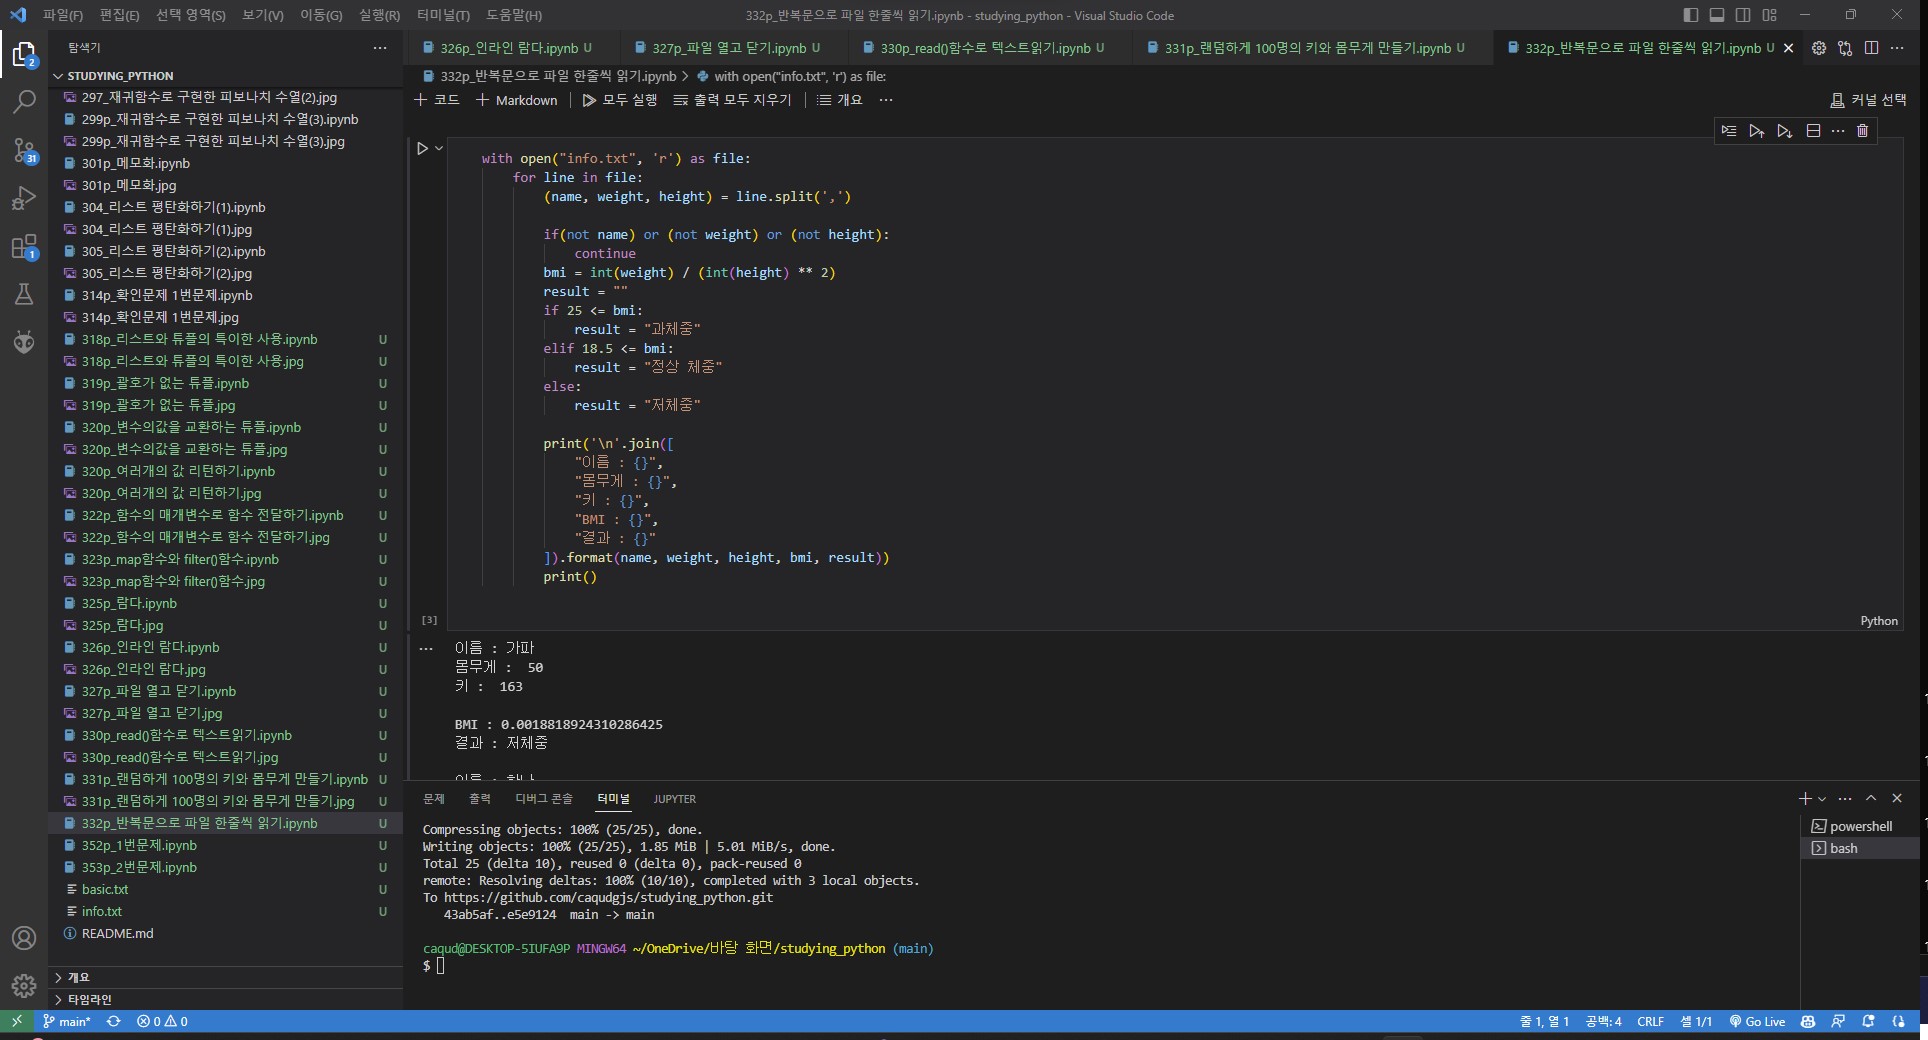 파일(F) 편집(E) 선택 영역(S) 보기(V) 이동(G) 실행(R) 터미널(T) 도움말(H)
332p_반복문으로 파일 한줄씩 읽기.ipynb - studying_python - Visual Studio Code
탐색기
326p_인라인 람다.ipynb U
327p_파일 열고 닫기.ipynb U
330p_read()함수로 텍스트읽기.ipynb U
331p_랜덤하게 100명의 키와 몸무게 만들기.ipynb U
332p_반복문으로 파일 한줄씩 읽기.ipynb U
STUDYING_PYTHON
297_재귀함수로 구현한 피보나치 수열(2).jpg
299p_재귀함수로 구현한 피보나치 수열(3).ipynb
299p_재귀함수로 구현한 피보나치 수열(3).jpg
301p_메모화.ipynb
301p_메모화.jpg
304_리스트 평탄화하기(1).ipynb
304_리스트 평탄화하기(1).jpg
305_리스트 평탄화하기(2).ipynb
305_리스트 평탄화하기(2).jpg
314p_확인문제 1번문제.ipynb
314p_확인문제 1번문제.jpg
318p_리스트와 튜플의 특이한 사용.ipynb U
318p_리스트와 튜플의 특이한 사용.jpg U
319p_괄호가 없는 튜플.ipynb U
319p_괄호가 없는 튜플.jpg U
320p_변수의값을 교환하는 튜플.ipynb U
320p_변수의값을 교환하는 튜플.jpg U
320p_여러개의 값 리턴하기.ipynb U
320p_여러개의 값 리턴하기.jpg U
322p_함수의 매개변수로 함수 전달하기.ipynb U
322p_함수의 매개변수로 함수 전달하기.jpg U
323p_map함수와 filter()함수.ipynb U
323p_map함수와 filter()함수.jpg U
325p_람다.ipynb U
325p_람다.jpg U
326p_인라인 람다.ipynb U
326p_인라인 람다.jpg U
327p_파일 열고 닫기.ipynb U
327p_파일 열고 닫기.jpg U
330p_read()함수로 텍스트읽기.ipynb U
330p_read()함수로 텍스트읽기.jpg U
331p_랜덤하게 100명의 키와 몸무게 만들기.ipynb U
331p_랜덤하게 100명의 키와 몸무게 만들기.jpg U
332p_반복문으로 파일 한줄씩 읽기.ipynb U
352p_1번문제.ipynb U
353p_2번문제.ipynb U
basic.txt U
info.txt U
README.md
개요
타임라인
2
31
1
332p_반복문으로 파일 한줄씩 읽기.ipynb > with open("info.txt", 'r') as file:
+ 코드 + Markdown | 모두 실행 출력 모두 지우기 | 개요 ...
커널 선택
with open("info.txt", 'r') as file:
for line in file:
(name, weight, height) = line.split(',')
if(not name) or (not weight) or (not height):
continue
bmi = int(weight) / (int(height) ** 2)
result = ""
if 25 <= bmi:
result = "과체중"
elif 18.5 <= bmi:
result = "정상 체중"
else:
result = "저체중"
print('\n'.join([
"이름 : {}",
"몸무게 : {}",
"키 : {}",
"BMI : {}",
"결과 : {}"
]).format(name, weight, height, bmi, result))
print()
[3]
Python
이름 : 가파
몸무게 :  50
키 :  163
BMI : 0.0018818924310286425
결과 : 저체중
이름 : 하나
문제 출력 디버그 콘솔 터미널 JUPYTER
Compressing objects: 100% (25/25), done.
Writing objects: 100% (25/25), 1.85 MiB | 5.01 MiB/s, done.
Total 25 (delta 10), reused 0 (delta 0), pack-reused 0
remote: Resolving deltas: 100% (10/10), completed with 3 local objects.
To https://github.com/caqudgjs/studying_python.git
43ab5af..e5e9124  main -> main
caqud@DESKTOP-5IUFA9P MINGW64 ~/OneDrive/바탕 화면/studying_python (main)
$
powershell
bash
main* 0 0
줄 1, 열 1 공백: 4 CRLF 셀 1/1 Go Live